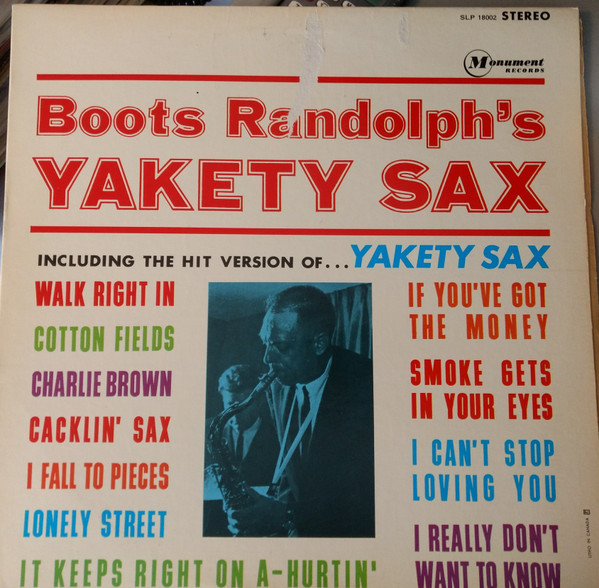 SLP 18002 STEREO
Monument
RECORDS
Boots Randolph's
YAKETY SAX
INCLUDING THE HIT VERSION OF... YAKETY SAX
WALK RIGHT IN
COTTON FIELDS
CHARLIE BROWN
CACKLIN' SAX
I FALL TO PIECES
LONELY STREET
IT KEEPS RIGHT ON A-HURTIN'
IF YOU'VE GOT
THE MONEY
SMOKE GETS
IN YOUR EYES
I CAN'T STOP
LOVING YOU
I REALLY DON'T
WANT TO KNOW